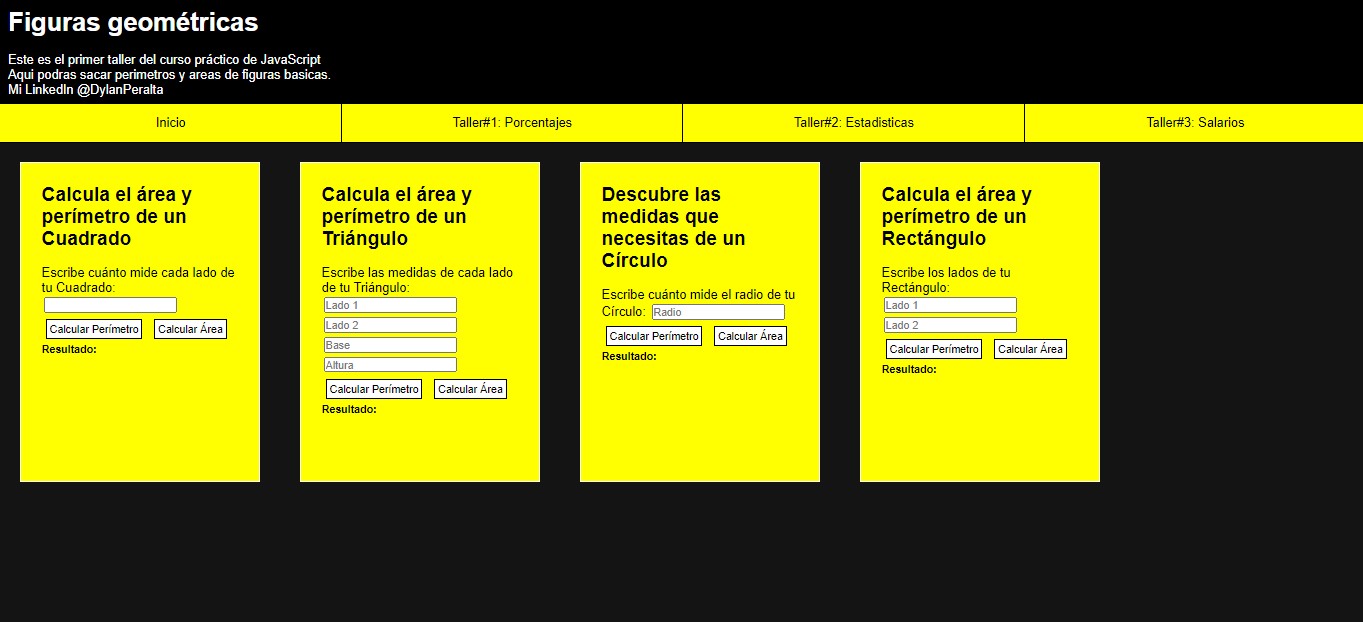 Figuras geométricas
Este es el primer taller del curso práctico de JavaScript
Aqui podras sacar perimetros y areas de figuras basicas.
Mi LinkedIn @DylanPeralta
Inicio
Taller#1: Porcentajes
Taller#2: Estadisticas
Taller#3: Salarios
Calcula el área y
perímetro de un
Cuadrado
Escribe cuánto mide cada lado de
tu Cuadrado:
Calcular Perímetro
Calcular Área
Resultado:
Calcula el área y
perímetro de un
Triángulo
Escribe las medidas de cada lado
de tu Triángulo:
Lado 1
Lado 2
Base
Altura
Calcular Perímetro
Calcular Área
Resultado:
Descubre las
medidas que
necesitas de un
Círculo
Escribe cuánto mide el radio de tu
Círculo: Radio
Calcular Perímetro
Calcular Área
Resultado:
Calcula el área y
perímetro de un
Rectángulo
Escribe los lados de tu
Rectángulo:
Lado 1
Lado 2
Calcular Perímetro
Calcular Área
Resultado: